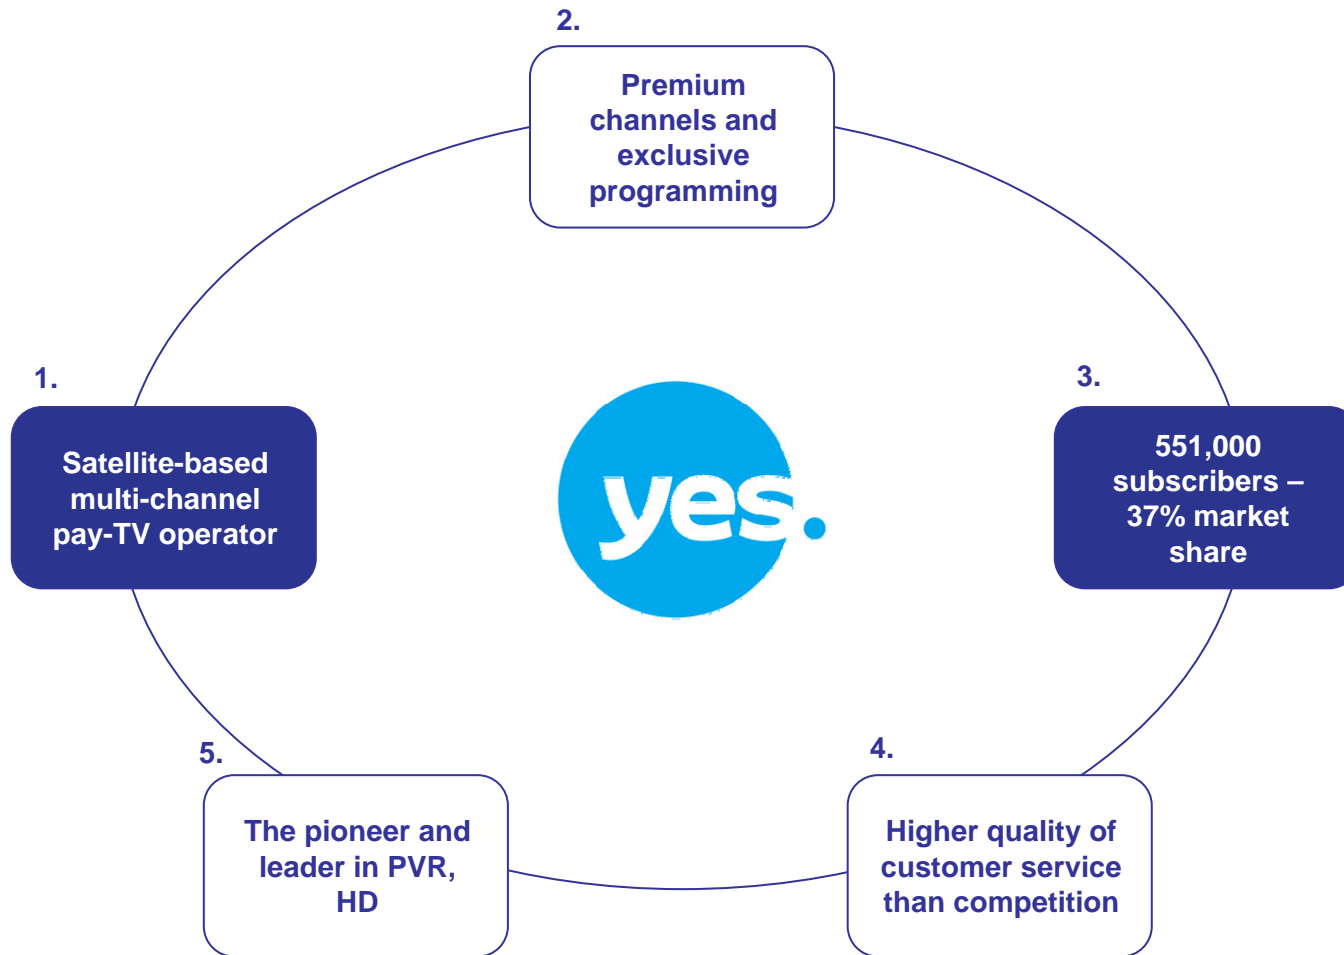 2.
Premium
channels and
exclusive
programming
1.
Satellite-based
multi-channel
pay-TV operator
yes.
3.
551,000
subscribers –
37% market
share
5.
The pioneer and
leader in PVR,
HD
4.
Higher quality of
customer service
than competition